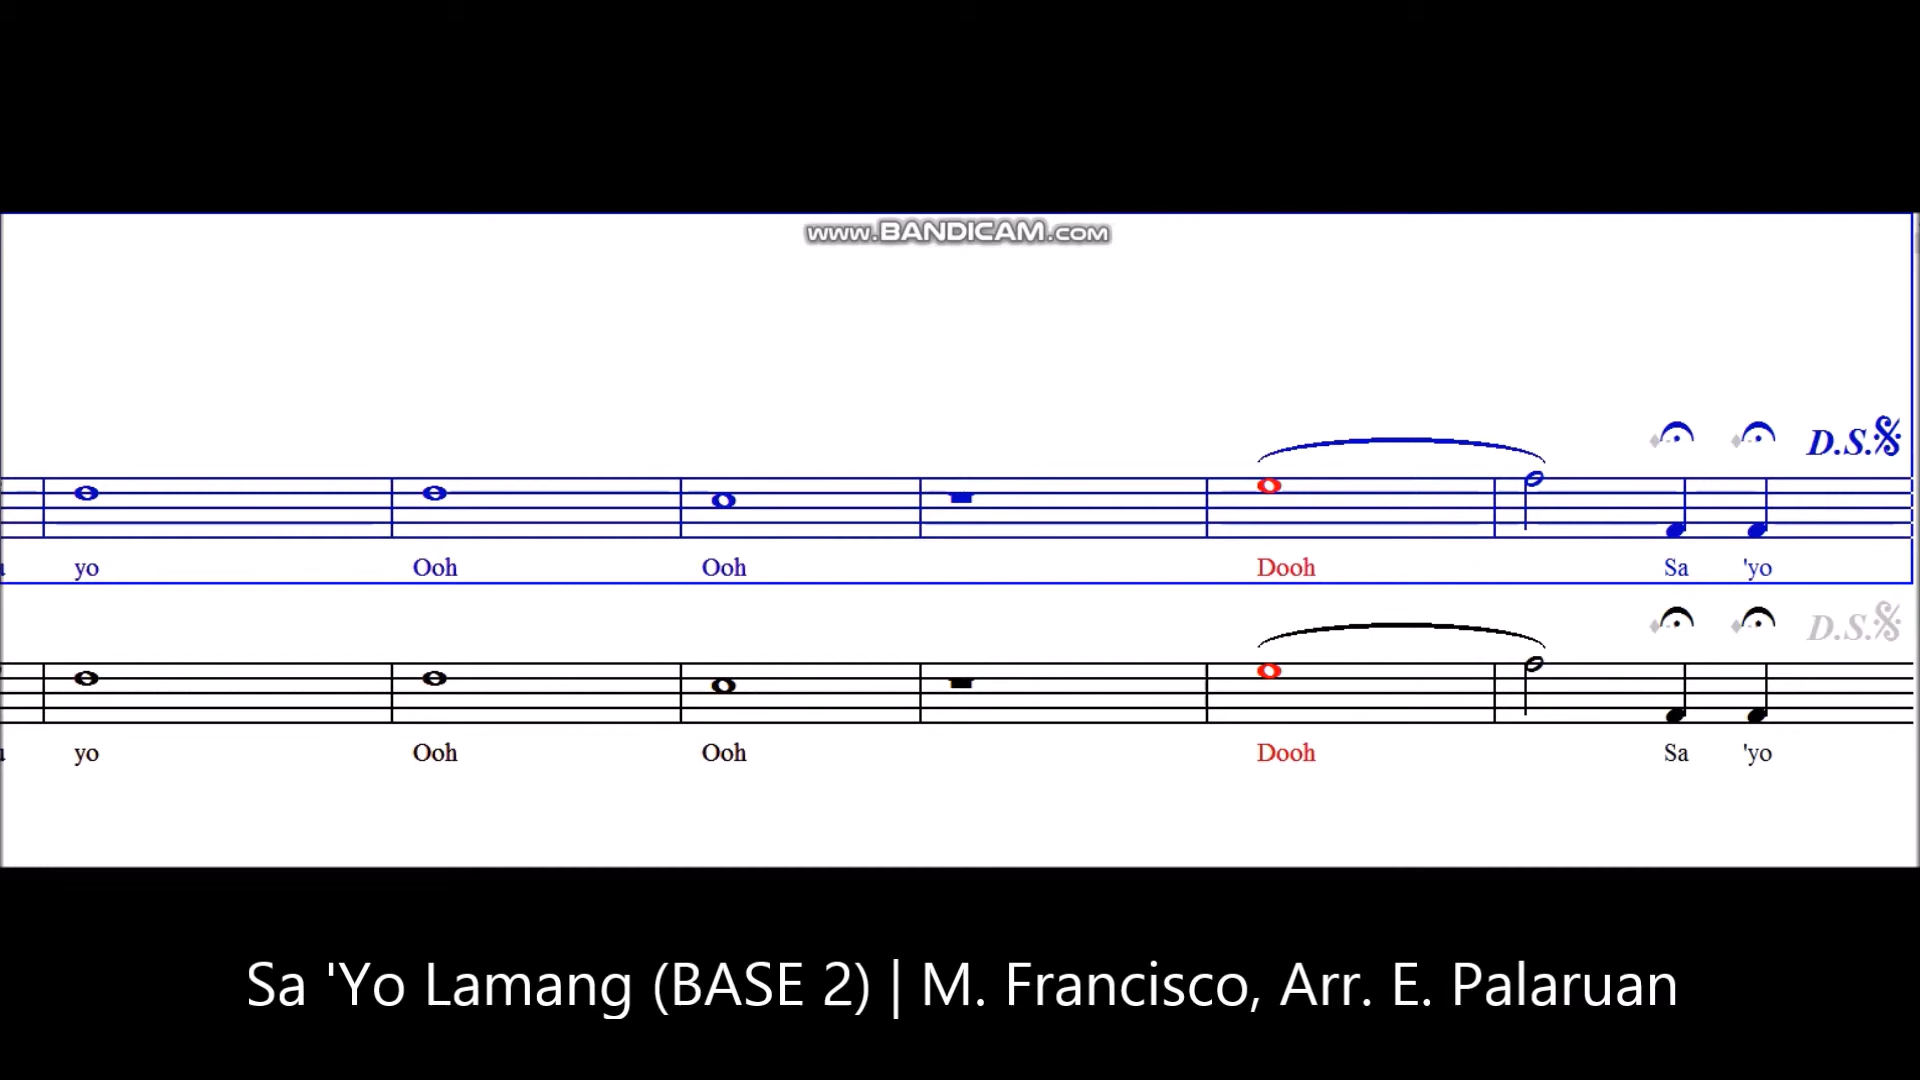 www.BANDICAM.com
D.S.
yo Ooh Ooh Dooh Sa 'yo
D.S.
yo Ooh Ooh Dooh Sa 'yo
Sa 'Yo Lamang (BASE 2) | M. Francisco, Arr. E. Palaruan